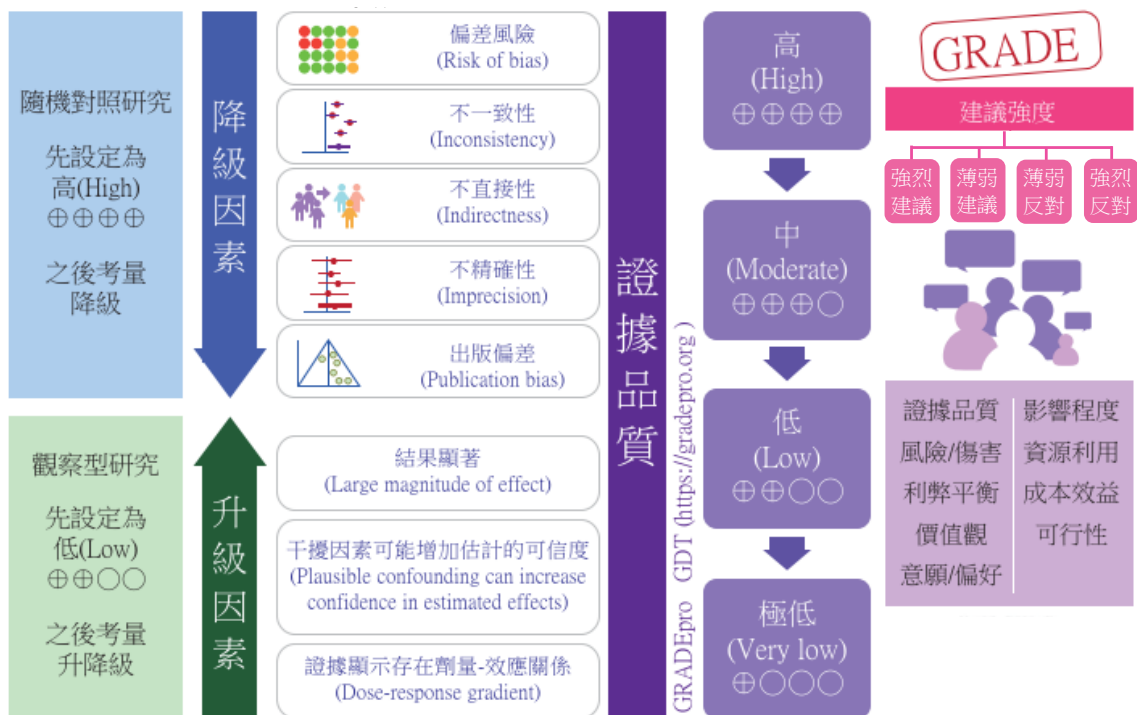 隨機對照研究
先設定為
高(High)
⊕⊕⊕⊕
之後考量
降級
觀察型研究
先設定為
低(Low)
⊕⊕○○
之後考量
升降級
降級因素
升級因素
偏差風險
(Risk of bias)
不一致性
(Inconsistency)
不直接性
(Indirectness)
不精確性
(Imprecision)
出版偏差
(Publication bias)
結果顯著
(Large magnitude of effect)
干擾因素可能增加估計的可信度
(Plausible confounding can increase
confidence in estimated effects)
證據顯示存在劑量-效應關係
(Dose-response gradient)
證據品質
GRADEpro GDT (https://gradepro.org )
高
(High)
⊕⊕⊕⊕
中
(Moderate)
⊕⊕⊕○
低
(Low)
⊕⊕○○
極低
(Very low)
⊕○○○
GRADE
建議強度
強烈
建議
薄弱
建議
薄弱
反對
強烈
反對
證據品質
風險/傷害
利弊平衡
價值觀
意願/偏好
影響程度
資源利用
成本效益
可行性